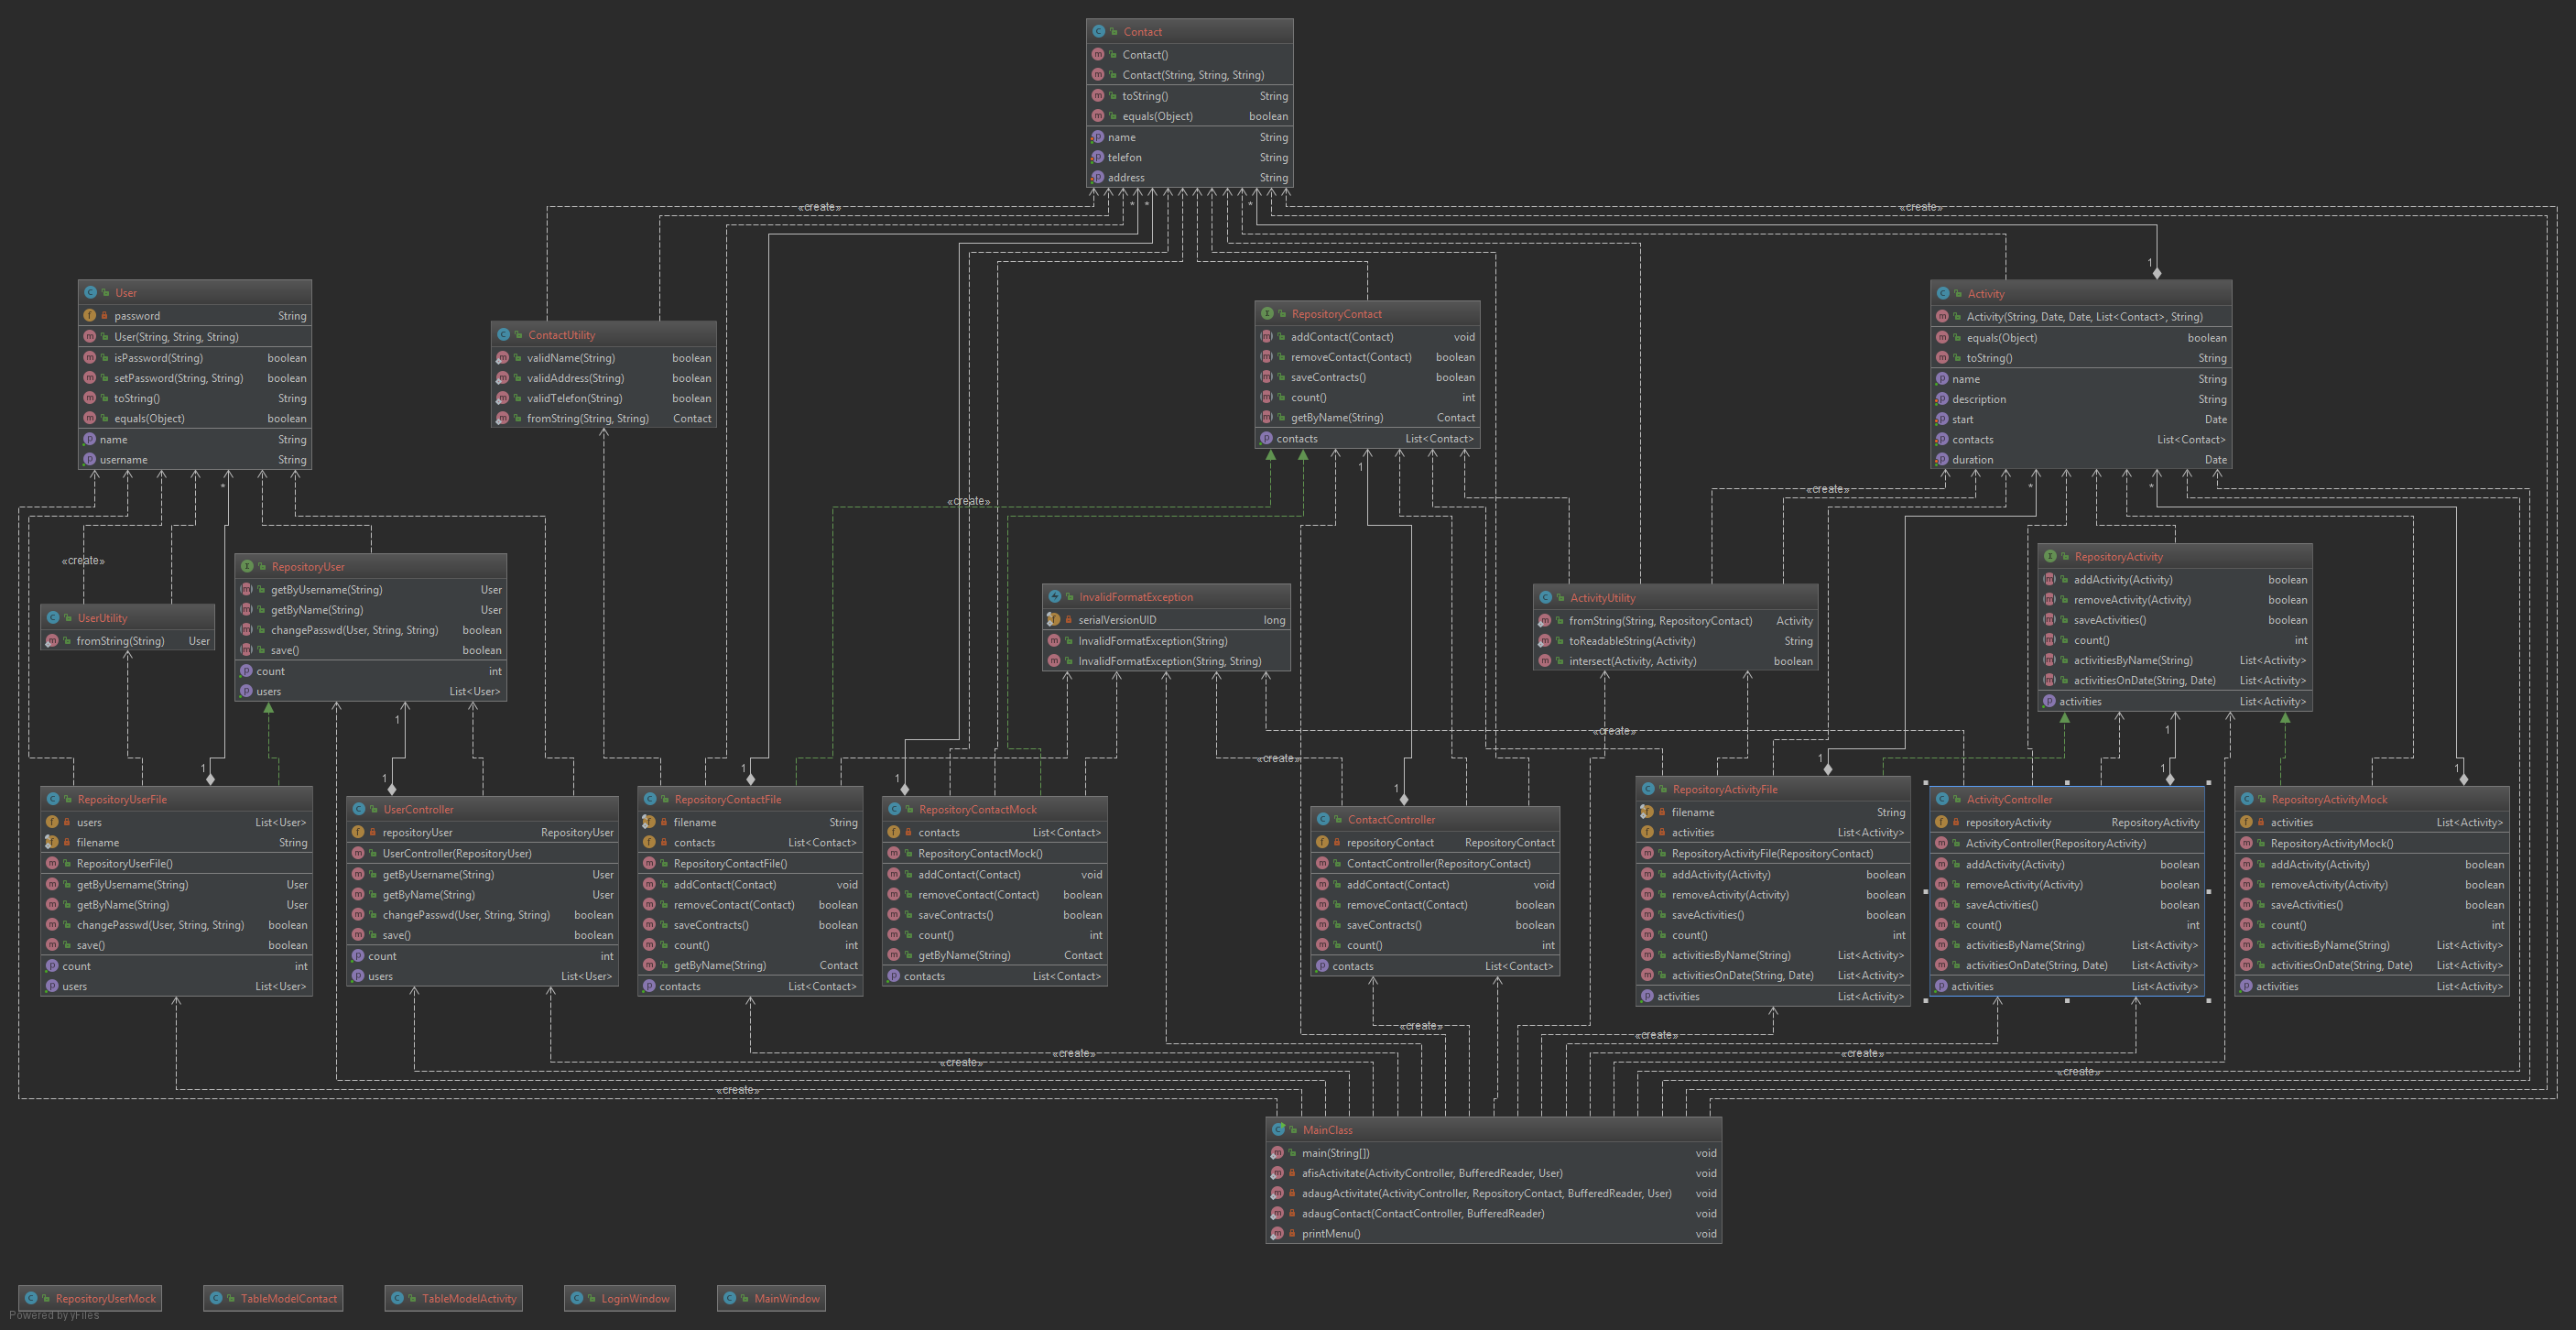 Contact
Contact()
Contact(String, String, String)
toString() String
equals(Object) boolean
name String
telefon String
address String
«create»
«create»
* * *
1
User
password String
User(String, String, String)
isPassword(String) boolean
setPassword(String, String) boolean
toString() String
equals(Object) boolean
name String
username String
ContactUtility
validName(String) boolean
validAddress(String) boolean
validTelefon(String) boolean
fromString(String, String) Contact
RepositoryContact
addContact(Contact) void
removeContact(Contact) boolean
saveContracts() boolean
count() int
getByName(String) Contact
contacts List<Contact>
Activity
Activity(String, Date, Date, List<Contact>, String)
equals(Object) boolean
toString() String
name String
description String
start Date
contacts List<Contact>
duration Date
*
1
* *
«create»
«create»
«create»
RepositoryUser
getByUsername(String) User
getByName(String) User
changePasswd(User, String, String) boolean
save() boolean
count int
users List<User>
UserUtility
fromString(String) User
InvalidFormatException
serialVersionUID long
InvalidFormatException(String)
InvalidFormatException(String, String)
ActivityUtility
fromString(String, RepositoryContact) Activity
toReadableString(Activity) String
intersect(Activity, Activity) boolean
RepositoryActivity
addActivity(Activity) boolean
removeActivity(Activity) boolean
saveActivities() boolean
count() int
activitiesByName(String) List<Activity>
activitiesOnDate(String, Date) List<Activity>
activities List<Activity>
1
1
«create»
«create»
1 1 1 1 1 1 1 1
RepositoryUserFile
users List<User>
filename String
RepositoryUserFile()
getByUsername(String) User
getByName(String) User
changePasswd(User, String, String) boolean
save() boolean
count int
users List<User>
UserController
repositoryUser RepositoryUser
UserController(RepositoryUser)
getByUsername(String) User
getByName(String) User
changePasswd(User, String, String) boolean
save() boolean
count int
users List<User>
RepositoryContactFile
filename String
contacts List<Contact>
RepositoryContactFile()
addContact(Contact) void
removeContact(Contact) boolean
saveContracts() boolean
count() int
getByName(String) Contact
contacts List<Contact>
RepositoryContactMock
contacts List<Contact>
RepositoryContactMock()
addContact(Contact) void
removeContact(Contact) boolean
saveContracts() boolean
count() int
getByName(String) Contact
contacts List<Contact>
ContactController
repositoryContact RepositoryContact
ContactController(RepositoryContact)
addContact(Contact) void
removeContact(Contact) boolean
saveContracts() boolean
count() int
contacts List<Contact>
RepositoryActivityFile
filename String
activities List<Activity>
RepositoryActivityFile(RepositoryContact)
addActivity(Activity) boolean
removeActivity(Activity) boolean
saveActivities() boolean
count() int
activitiesByName(String) List<Activity>
activitiesOnDate(String, Date) List<Activity>
activities List<Activity>
ActivityController
repositoryActivity RepositoryActivity
ActivityController(RepositoryActivity)
addActivity(Activity) boolean
removeActivity(Activity) boolean
saveActivities() boolean
count() int
activitiesByName(String) List<Activity>
activitiesOnDate(String, Date) List<Activity>
activities List<Activity>
RepositoryActivityMock
activities List<Activity>
RepositoryActivityMock()
addActivity(Activity) boolean
removeActivity(Activity) boolean
saveActivities() boolean
count() int
activitiesByName(String) List<Activity>
activitiesOnDate(String, Date) List<Activity>
activities List<Activity>
«create»
«create»
«create»
«create»
«create»
«create»
«create»
MainClass
main(String[]) void
afisActivitate(ActivityController, BufferedReader, User) void
adaugActivitate(ActivityController, RepositoryContact, BufferedReader, User) void
adaugContact(ContactController, BufferedReader) void
printMenu() void
RepositoryUserMock
TableModelContact
TableModelActivity
LoginWindow
MainWindow
Powered by yFiles